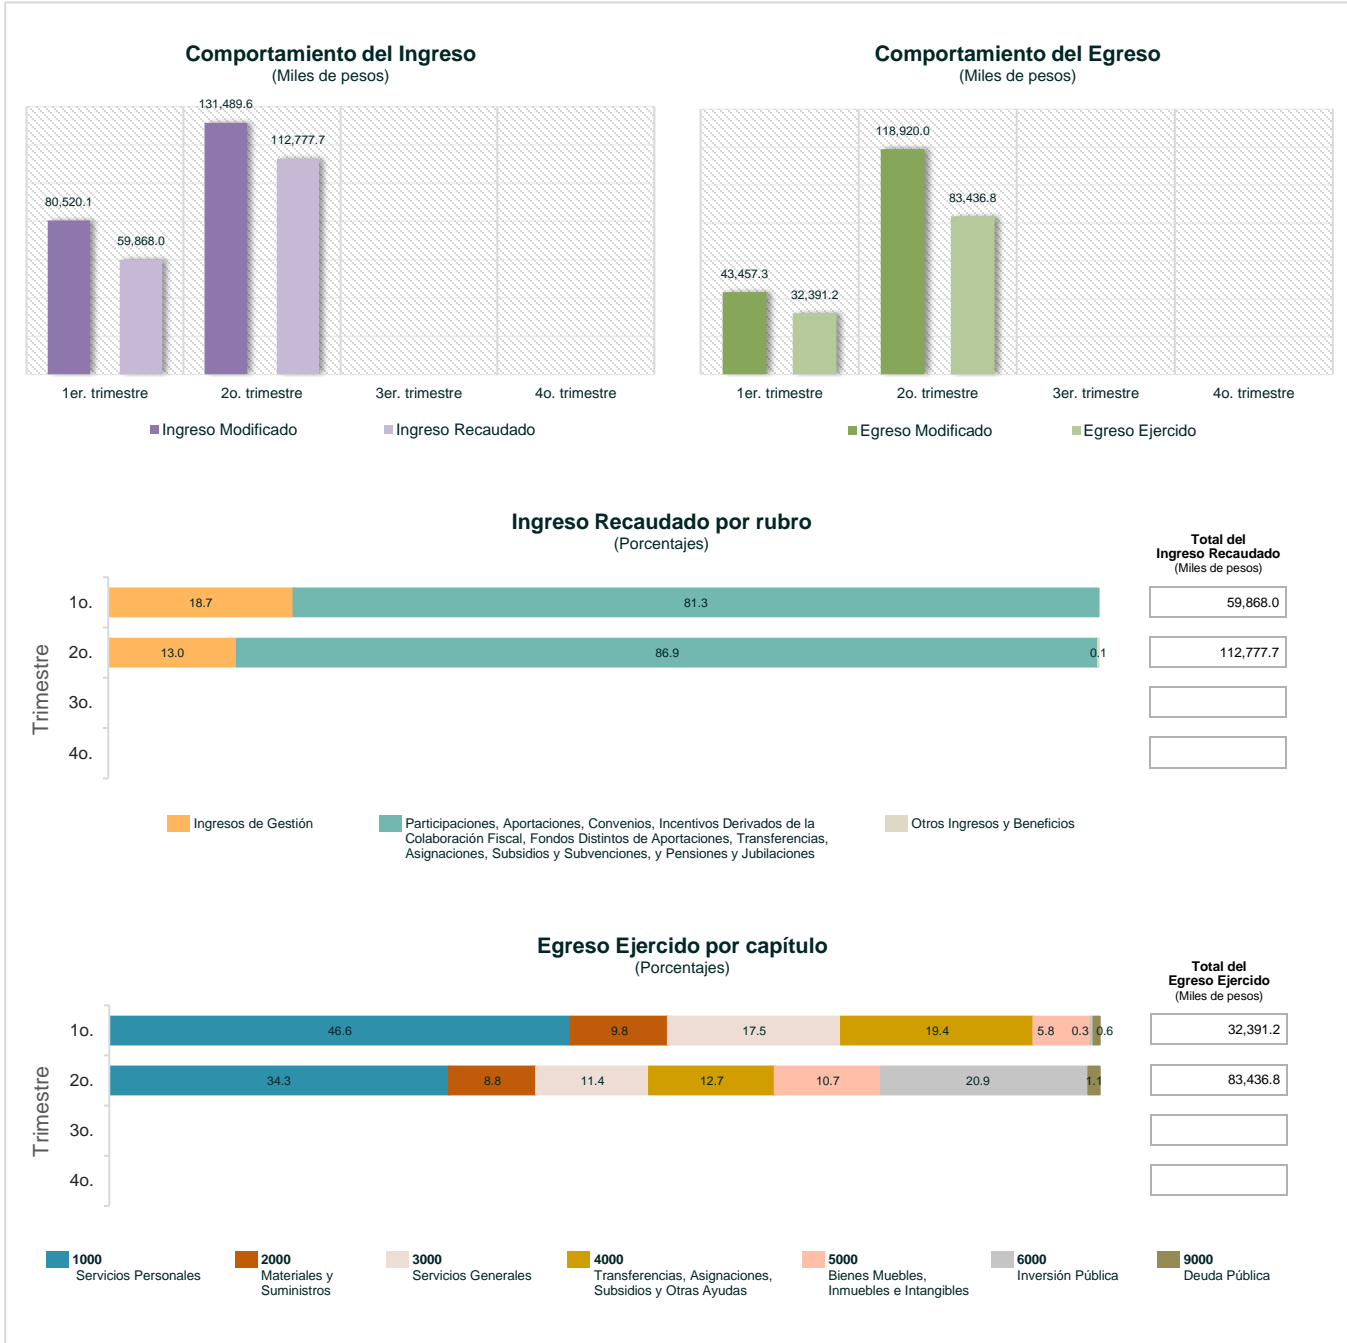 Comportamiento del Ingreso
(Miles de pesos)
131,489.6
112,777.7
80,520.1
59,868.0
1er. trimestre
2o. trimestre
3er. trimestre
4o. trimestre
Ingreso Modificado
Ingreso Recaudado
Comportamiento del Egreso
(Miles de pesos)
118,920.0
83,436.8
43,457.3
32,391.2
1er. trimestre
2o. trimestre
3er. trimestre
4o. trimestre
Egreso Modificado
Egreso Ejercido
Ingreso Recaudado por rubro
(Porcentajes)
Total del
Ingreso Recaudado
(Miles de pesos)
Trimestre
1o.
18.7
81.3
59,868.0
2o.
13.0
86.9
0.1
112,777.7
3o.
4o.
Ingresos de Gestión
Participaciones, Aportaciones, Convenios, Incentivos Derivados de la
Colaboración Fiscal, Fondos Distintos de Aportaciones, Transferencias,
Asignaciones, Subsidios y Subvenciones, y Pensiones y Jubilaciones
Otros Ingresos y Beneficios
Egreso Ejercido por capítulo
(Porcentajes)
Total del
Egreso Ejercido
(Miles de pesos)
Trimestre
1o.
46.6
9.8
17.5
19.4
5.8
0.3
0.6
32,391.2
2o.
34.3
8.8
11.4
12.7
10.7
20.9
1.1
83,436.8
3o.
4o.
1000
Servicios Personales
2000
Materiales y
Suministros
3000
Servicios Generales
4000
Transferencias, Asignaciones,
Subsidios y Otras Ayudas
5000
Bienes Muebles,
Inmuebles e Intangibles
6000
Inversión Pública
9000
Deuda Pública